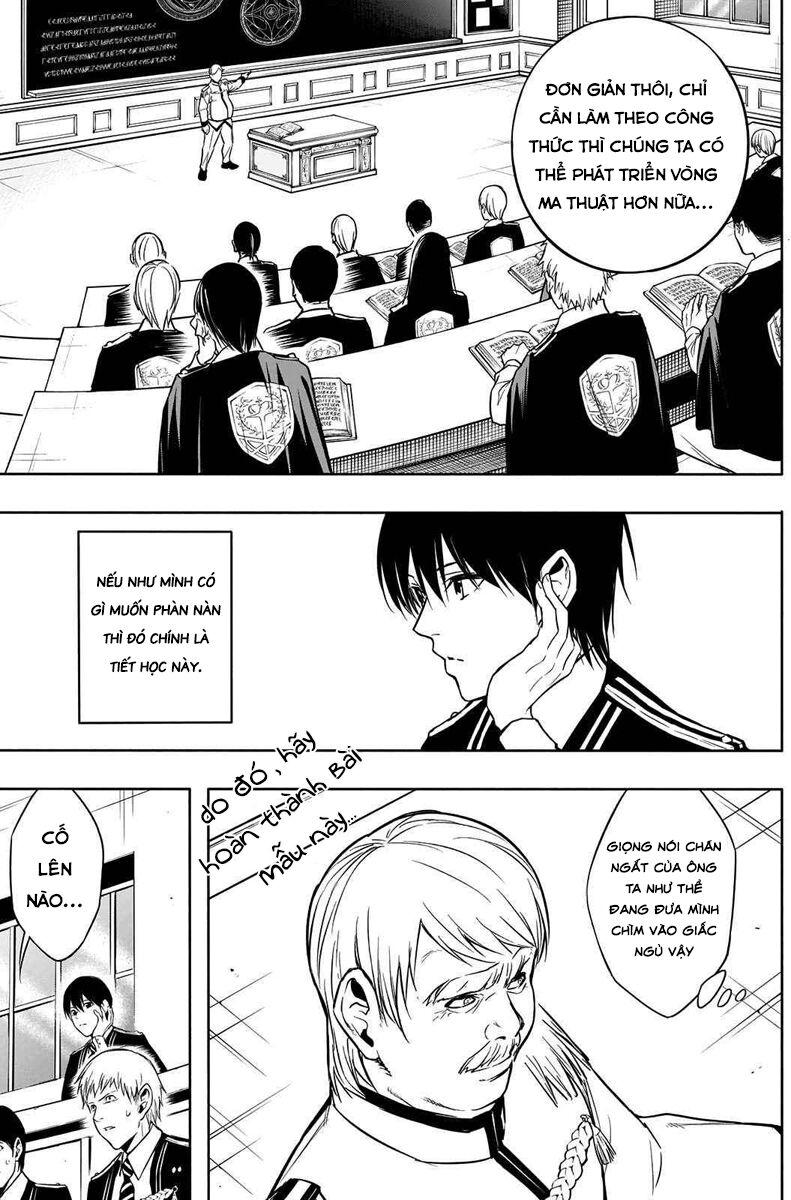 ĐƠN GIẢN THÔI, CHỈ
CẦN LÀM THEO CÔNG
THỨC THÌ CHÚNG TA CÓ
THỂ PHÁT TRIỂN VÒNG
MA THUẬT HƠN NỮA...
NẾU NHƯ MÌNH CÓ
GÌ MUỐN PHÀN NÀN
THÌ ĐÓ CHÍNH LÀ
TIẾT HỌC NÀY.
do đó, hãy
hoàn thành bài
mẫu này...
GIỌNG NÓI CHÁN
NGẮT CỦA ÔNG
TA NHƯ THỂ
ĐANG ĐƯA MÌNH
CHÌM VÀO GIẤC
NGỦ VẬY
CỐ
LÊN
NÀO...